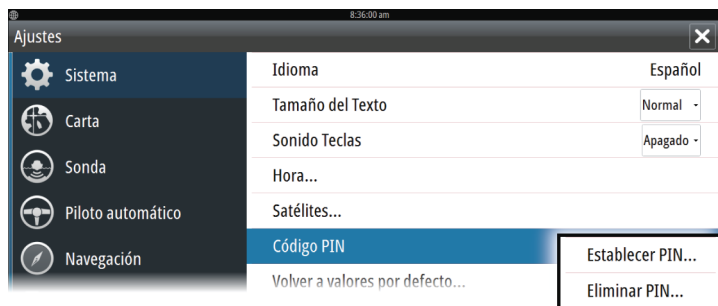 8:36:00 am
Ajustes
Sistema
Carta
Sonda
Piloto automático
Navegación
Idioma Español
Tamaño del Texto Normal
Sonido Teclas Apagado
Hora...
Satélites...
Código PIN
Volver a valores por defecto...
Establecer PIN...
Eliminar PIN...